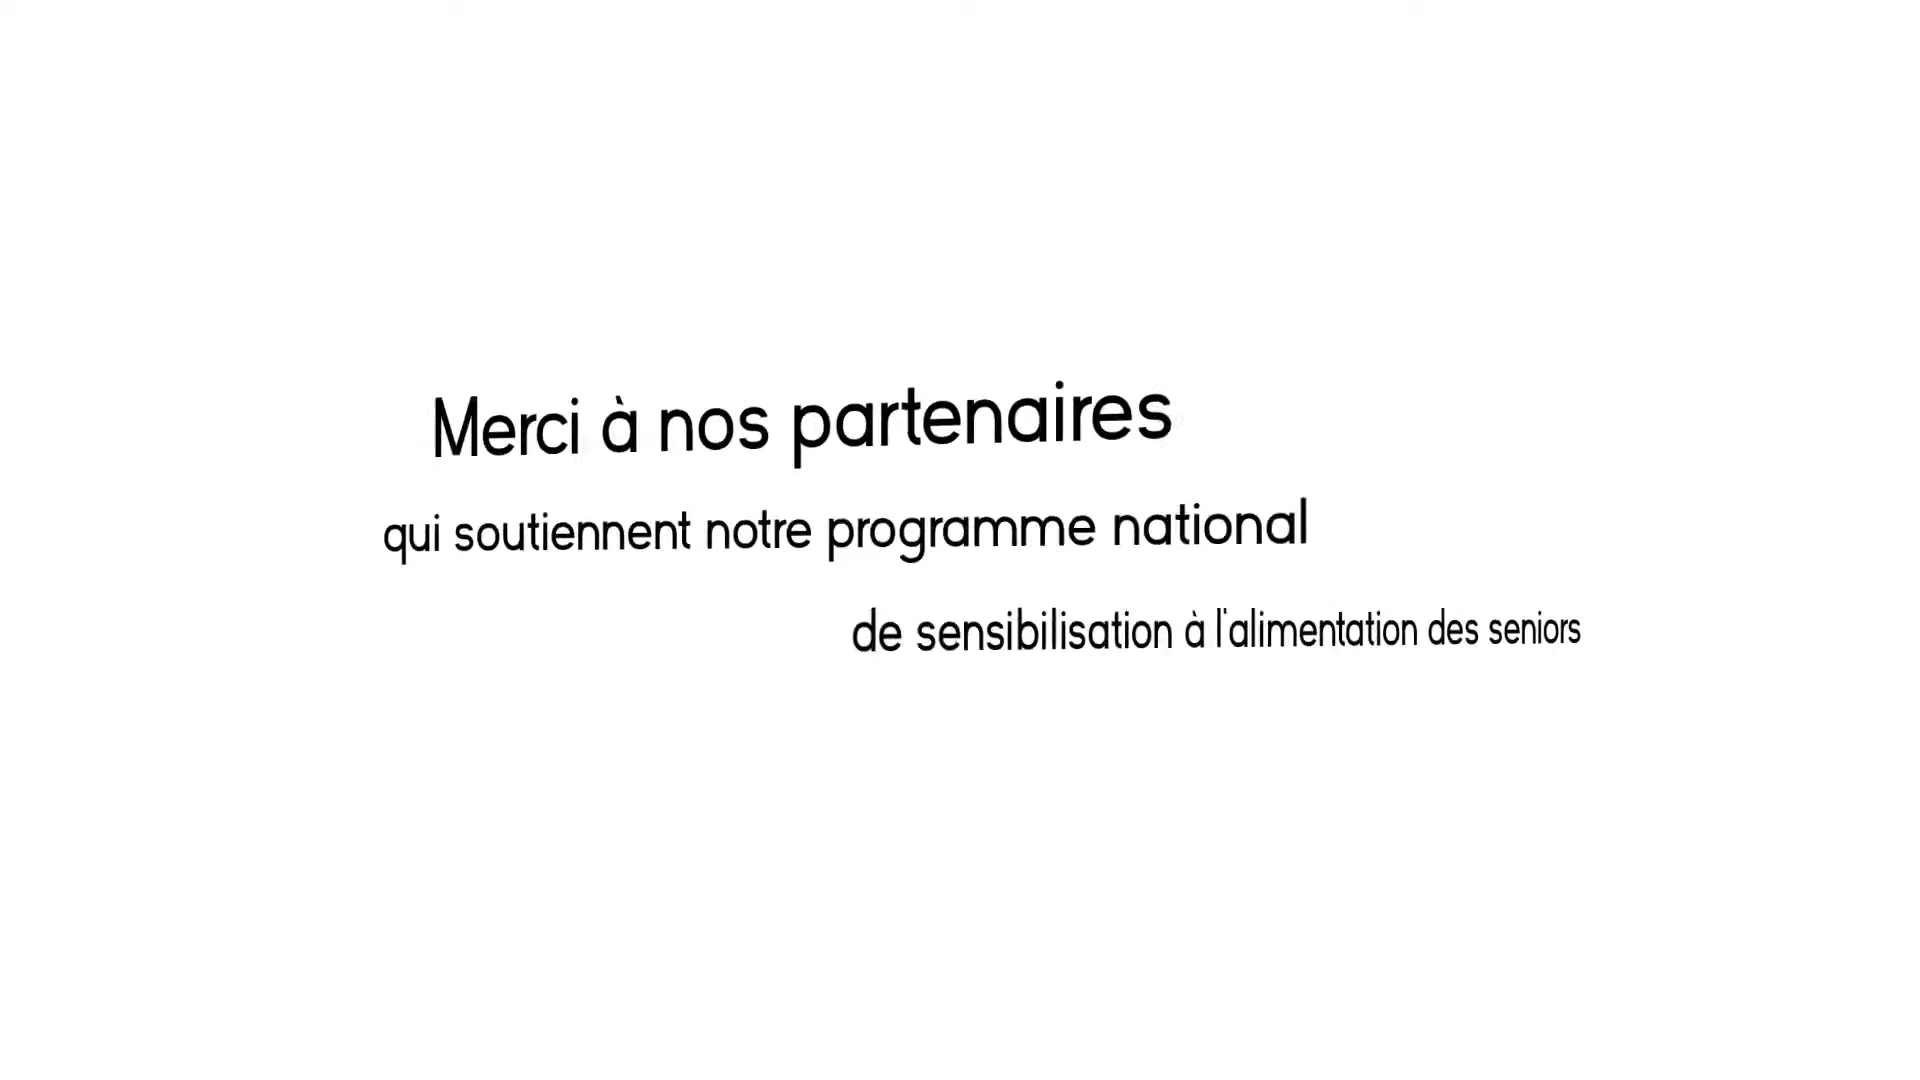 Merci à nos partenaires
qui soutiennent notre programme national
de sensibilisation à l'alimentation des seniors